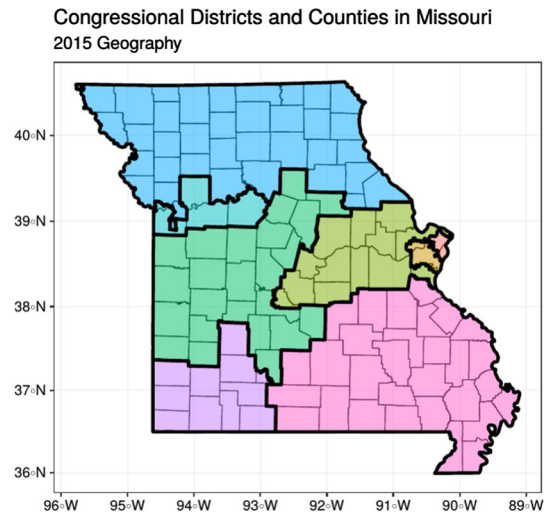 Congressional Districts and Counties in Missouri
2015 Geography
40°N
39°N
38°N
37°N
36°N
96°W 95°W 94°W 93°W 92°W 91°W 90°W 89°W